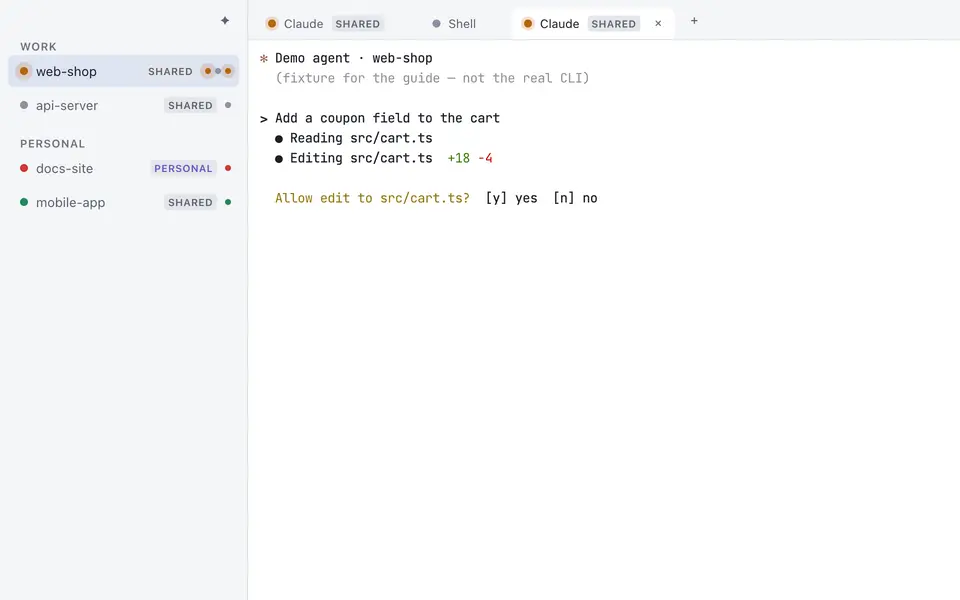 WORK
web-shop SHARED
api-server SHARED
PERSONAL
docs-site PERSONAL
mobile-app SHARED
Claude SHARED Shell Claude SHARED × +
* Demo agent · web-shop
(fixture for the guide — not the real CLI)
> Add a coupon field to the cart
● Reading src/cart.ts
● Editing src/cart.ts +18 -4
Allow edit to src/cart.ts? [y] yes [n] no